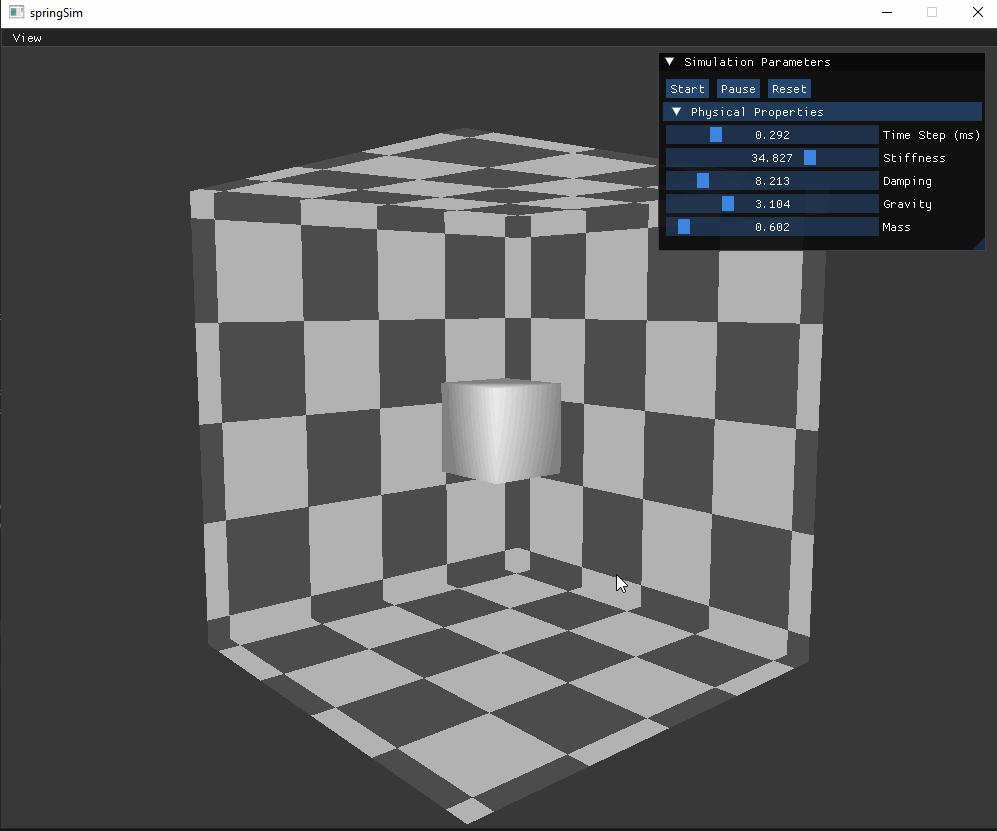 springSim
View
Simulation Parameters
Start Pause Reset
Physical Properties
0.292 Time Step (ms)
34.827 Stiffness
8.213 Damping
3.104 Gravity
0.602 Mass